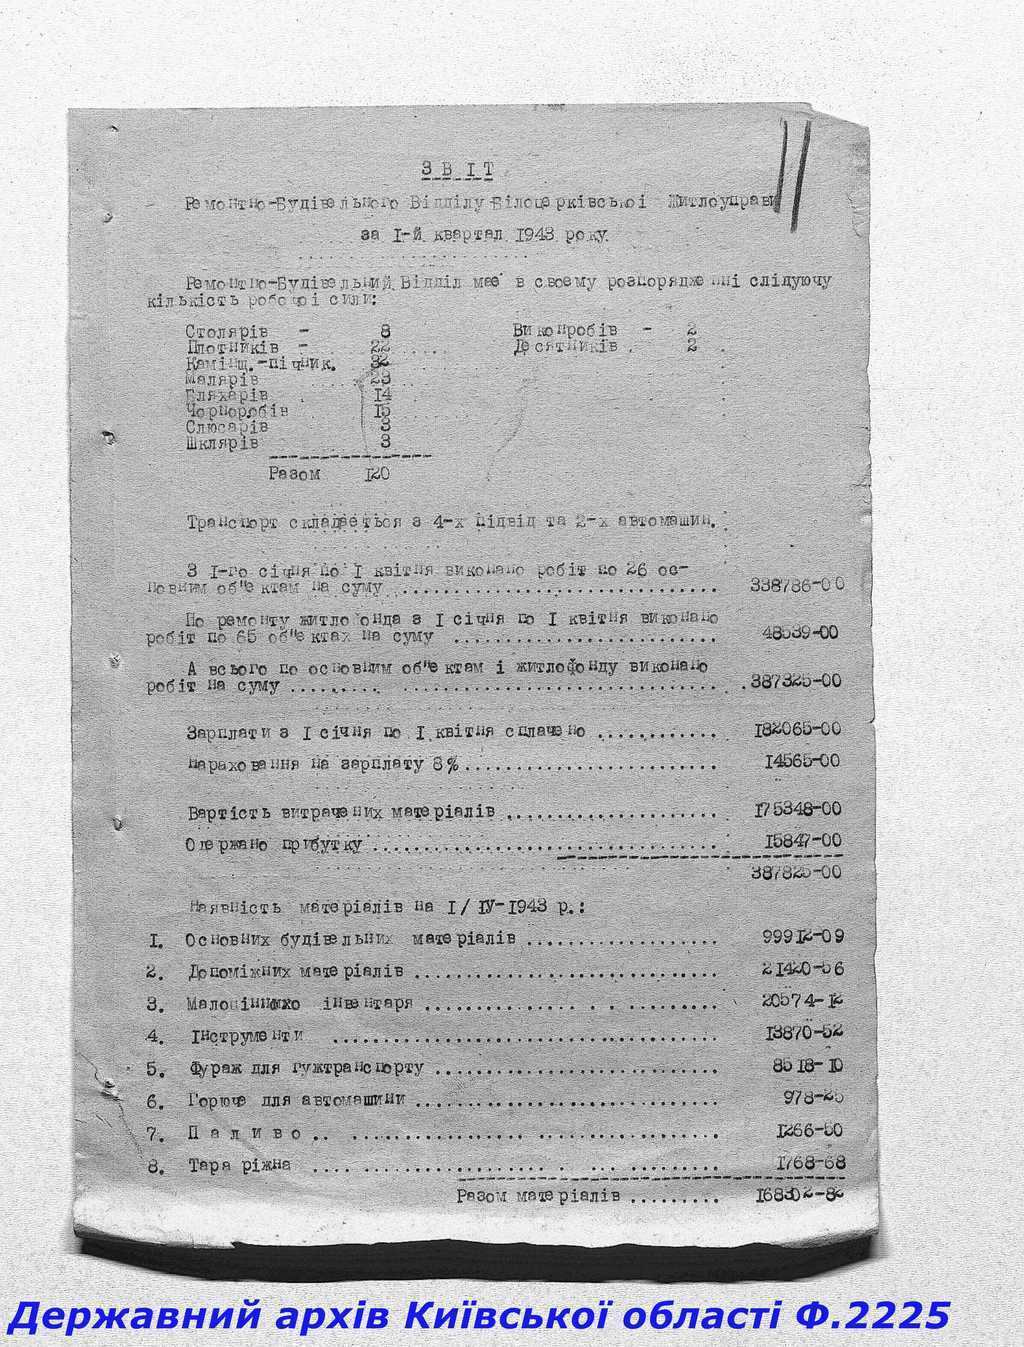 ЗВІТ
Ремонтно-Будівельного Відділу Білоцерківської Житлоуправи
за І-й квартал 1943 року.
Ремонтно-Будівельний Відділ має в своему розпорядженні слідуючу
кількість робочої сили:
Столярів - 8 Виконробів - 2
Плотників - 22 Десятників 2
Камінщ.-пічник. 32
Малярів 23
Бляхарів 14
Чорноробів 15
Слюсарів 3
Шклярів 3
Разом 120
Транспорт складається з 4-х підвід та 2-х автомашин.
З І-го січня по І квітня виконано робіт по 26 ос-
новним об"єктам на суму ................................ 338786-00
По ремонту житлофонда з І січня по І квітня виконано
робіт по 65 об"єктах на суму ........................... 48539-00
А всього по основним об"єктам і житлофонду виконано
робіт на суму ......... ................................ 387325-00
Зарплати з І січня по І квітня сплачено ............ 182065-00
Нараховання на зарплату 8% .......................... 14565-00
Вартість витрачених матеріалів ..................... 175348-00
Одержано прибутку ................................... 15847-00
387825-00
Наявність матеріалів на І/ІУ-1943 р.:
1. Основних будівельних матеріалів ................... 99912-09
2. Допоміжних матеріалів .............................. 21420-56
3. Малоцінного інвентаря .............................. 20574-12
4. Інструменти ...................................... 13870-52
5. Фураж для гужтранспорту ............................ 8518-10
6. Горюче для автомашини .............................. 978-25
7. П а л и в о .. ..................................... 1266-50
8. Тара ріжна .... .................... . ... ......... 1768-68
Разом матеріалів ......... 168302-82
Державний архів Київської області Ф.2225